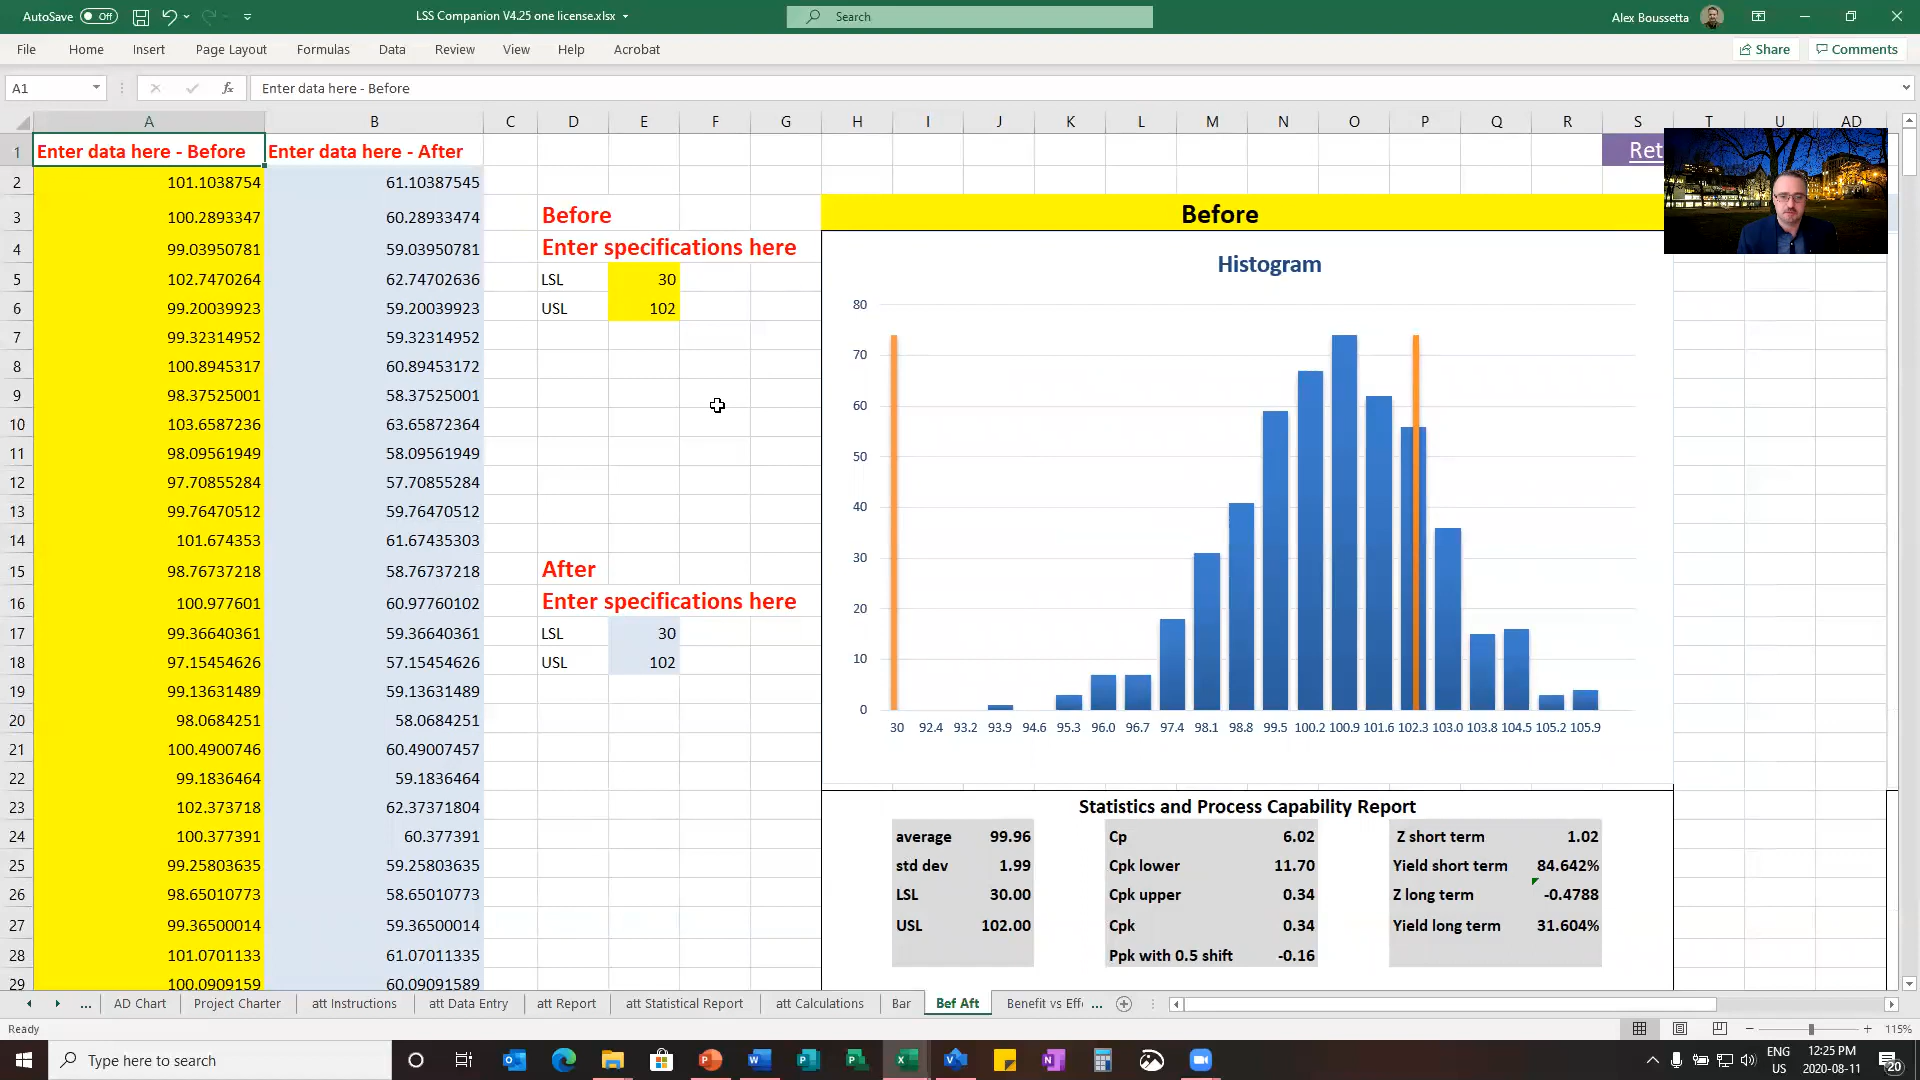 AutoSave Off LSS Companion V4.25 one license.xlsx Search Alex Boussetta
File Home Insert Page Layout Formulas Data Review View Help Acrobat Share Comments
A1 fx Enter data here - Before
A B C D E F G H I J K L M N O P Q R S T U V AD
1 Enter data here - Before Enter data here - After Ret
2 101.1038754 61.10387545
3 100.2893347 60.28933474 Before Before
4 99.03950781 59.03950781 Enter specifications here
Histogram
5 102.7470264 62.74702636 LSL 30
6 99.20039923 59.20039923 USL 102
7 99.32314952 59.32314952
8 100.8945317 60.89453172
9 98.37525001 58.37525001
10 103.6587236 63.65872364
11 98.09561949 58.09561949
12 97.70855284 57.70855284
13 99.76470512 59.76470512
14 101.674353 61.67435303
15 98.76737218 58.76737218 After
16 100.977601 60.97760102 Enter specifications here
17 99.36640361 59.36640361 LSL 30
18 97.15454626 57.15454626 USL 102
19 99.13631489 59.13631489
20 98.0684251 58.0684251
21 100.4900746 60.49007457
22 99.1836464 59.1836464
23 102.373718 62.37371804
24 100.377391 60.377391
25 99.25803635 59.25803635
26 98.65010773 58.65010773
27 99.36500014 59.36500014
28 101.0701133 61.07011335
29 100.0909159 60.09091589
80
70
60
50
40
30
20
10
0
30 92.4 93.2 93.9 94.6 95.3 96.0 96.7 97.4 98.1 98.8 99.5 100.2 100.9 101.6 102.3 103.0 103.8 104.5 105.2 105.9
Statistics and Process Capability Report
average 99.96 Cp 6.02 Z short term 1.02
std dev 1.99 Cpk lower 11.70 Yield short term 84.642%
LSL 30.00 Cpk upper 0.34 Z long term -0.4788
USL 102.00 Cpk 0.34 Yield long term 31.604%
Ppk with 0.5 shift -0.16
... AD Chart Project Charter att Instructions att Data Entry att Report att Statistical Report att Calculations Bar Bef Aft Benefit vs Effc ...
Ready 115%
Type here to search ENG 12:25 PM
US 2020-08-11 20